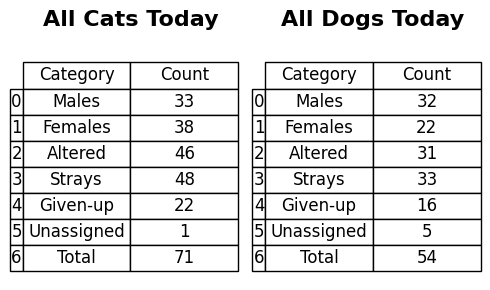 All Cats Today
Category Count
0 Males 33
1 Females 38
2 Altered 46
3 Strays 48
4 Given-up 22
5 Unassigned 1
6 Total 71
All Dogs Today
Category Count
0 Males 32
1 Females 22
2 Altered 31
3 Strays 33
4 Given-up 16
5 Unassigned 5
6 Total 54